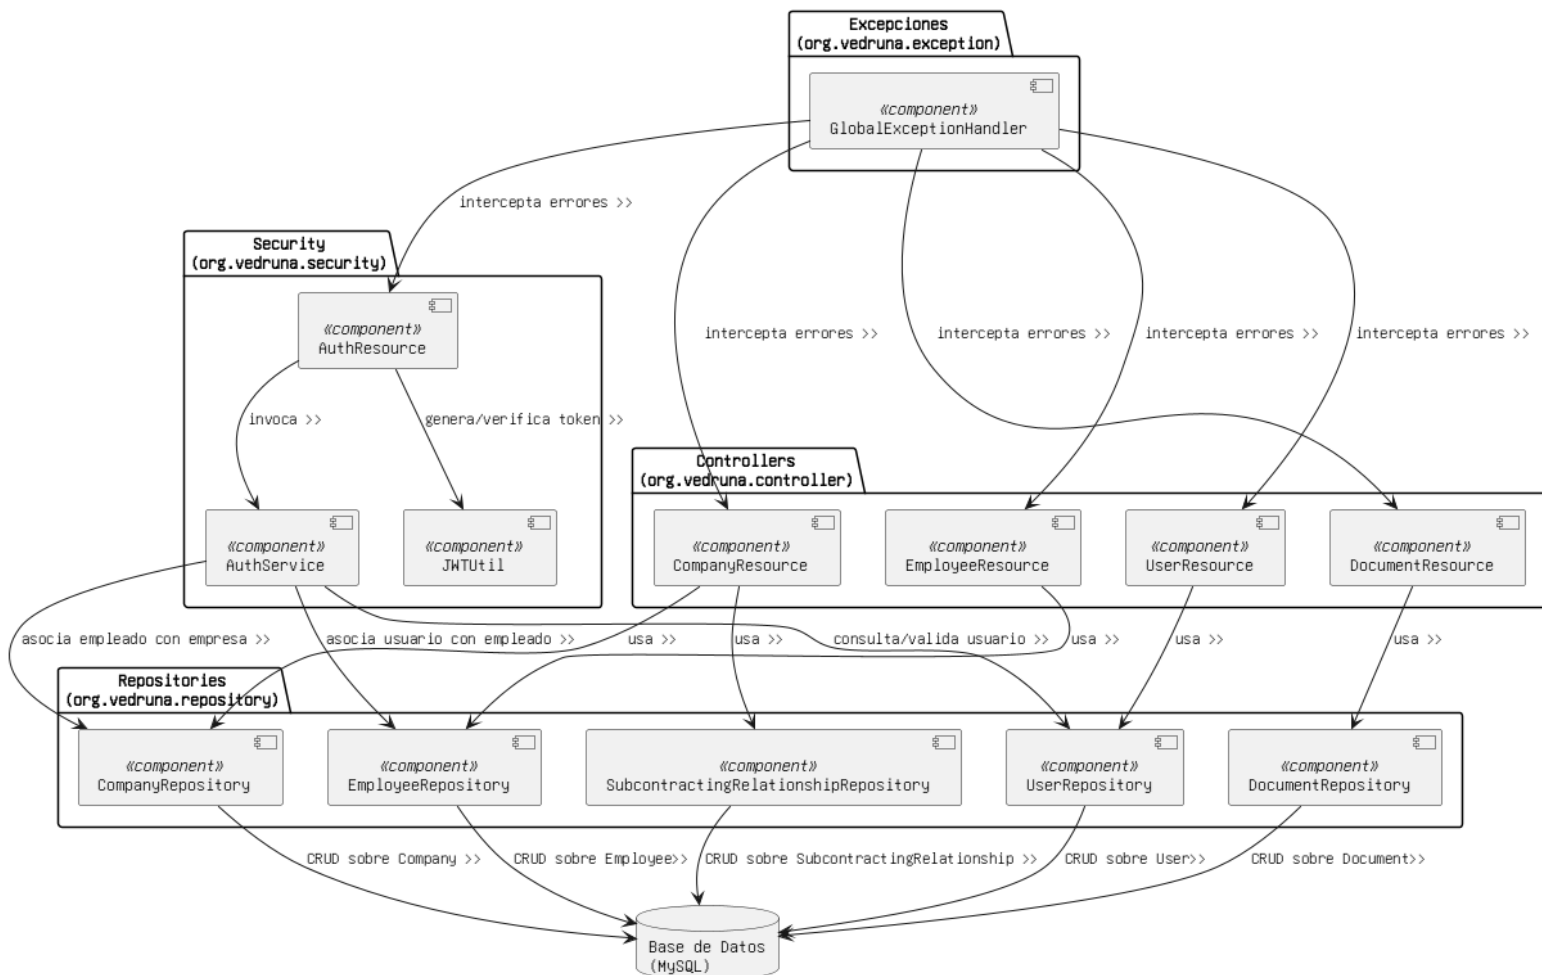 Excepciones
(org.vedruna.exception)
«component»
GlobalExceptionHandler
intercepta errores >>
Security
(org.vedruna.security)
«component»
AuthResource
intercepta errores >>
intercepta errores >>
intercepta errores >>
intercepta errores >>
invoca >>
genera/verifica token >>
Controllers
(org.vedruna.controller)
«component»
AuthService
«component»
JWTUtil
«component»
CompanyResource
«component»
EmployeeResource
«component»
UserResource
«component»
DocumentResource
asocia empleado con empresa >>
asocia usuario con empleado >>
usa >>
usa >>
consulta/valida usuario >>
usa >>
usa >>
usa >>
Repositories
(org.vedruna.repository)
«component»
CompanyRepository
«component»
EmployeeRepository
«component»
SubcontractingRelationshipRepository
«component»
UserRepository
«component»
DocumentRepository
CRUD sobre Company >>
CRUD sobre Employee>>
CRUD sobre SubcontractingRelationship >>
CRUD sobre User>>
CRUD sobre Document>>
Base de Datos
(MySQL)